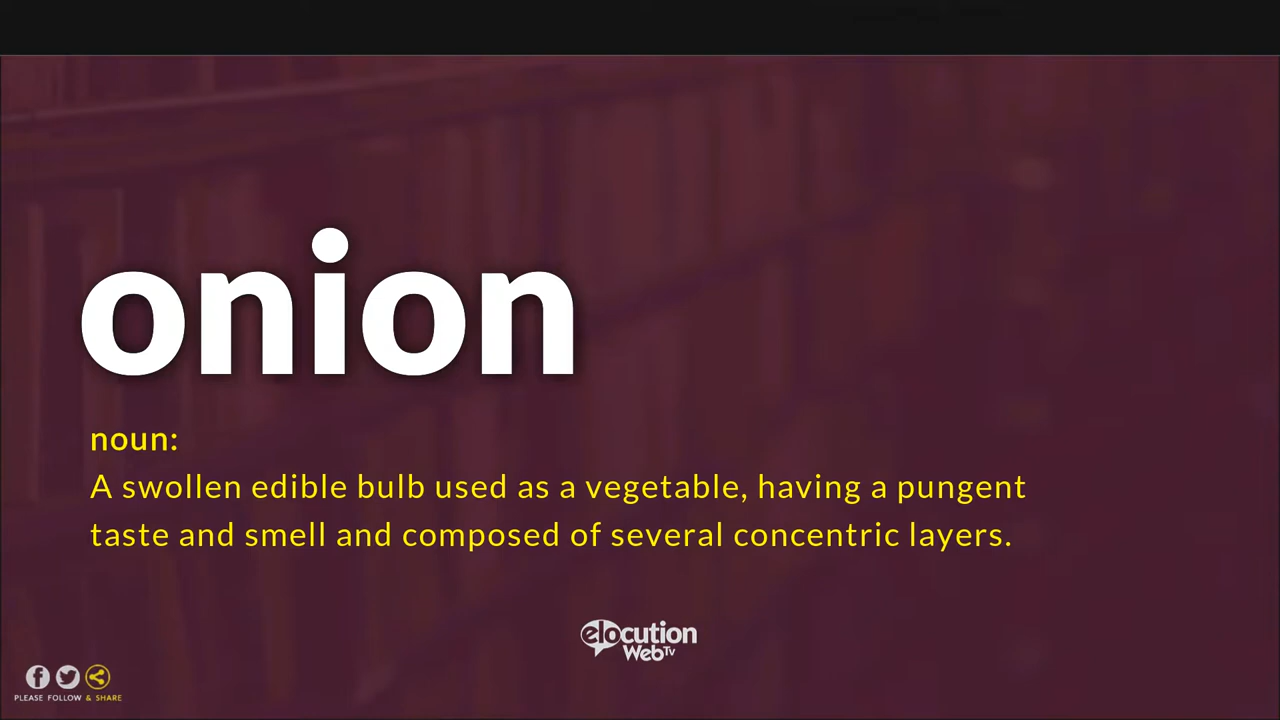 onion
noun:
A swollen edible bulb used as a vegetable, having a pungent
taste and smell and composed of several concentric layers.
elocution
WebTv
PLEASE FOLLOW & SHARE